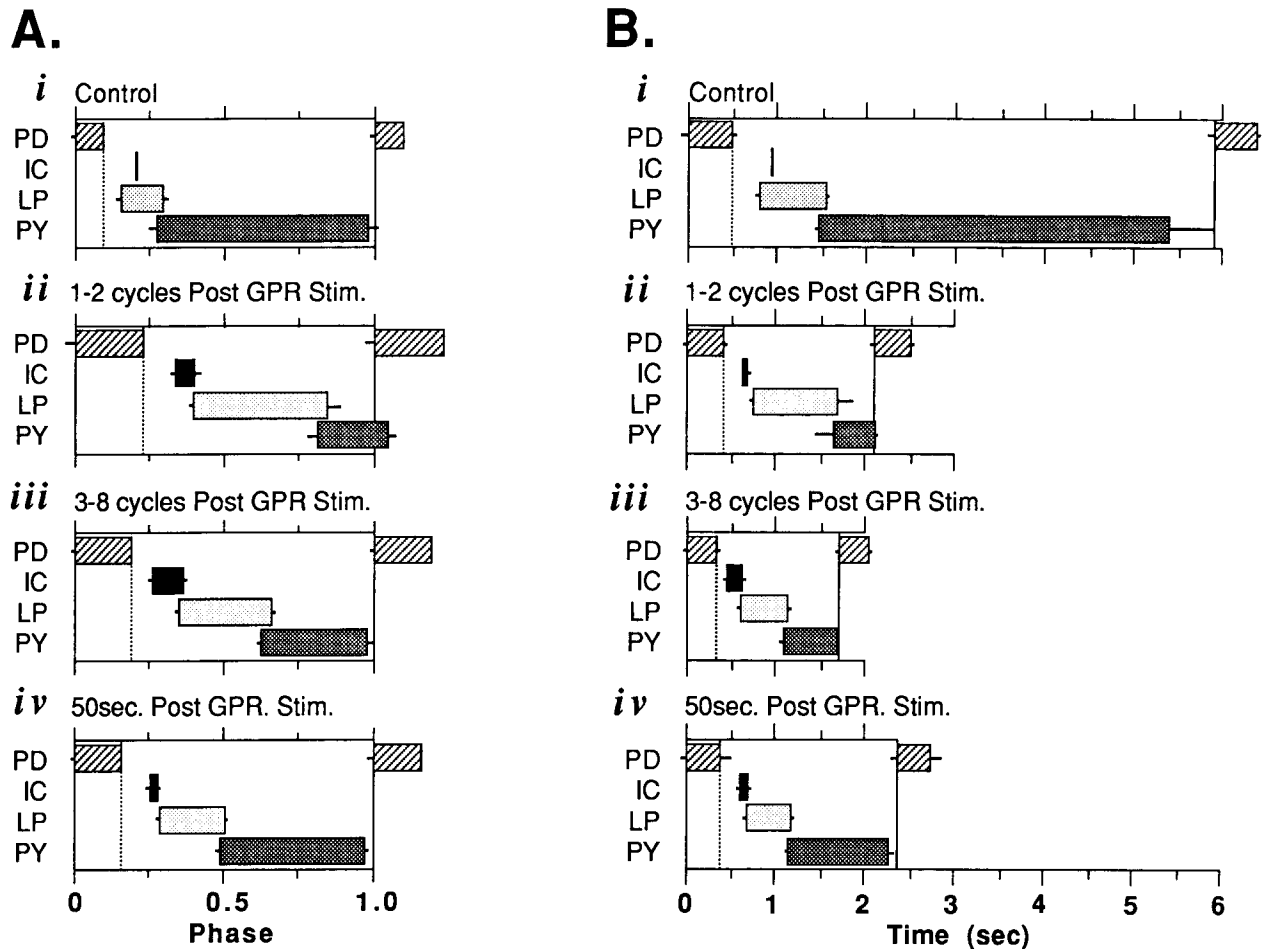 A.
i Control
PD
IC
LP
PY
ii 1-2 cycles Post GPR Stim.
PD
IC
LP
PY
iii 3-8 cycles Post GPR Stim.
PD
IC
LP
PY
iv 50sec. Post GPR. Stim.
PD
IC
LP
PY
0 0.5 1.0
Phase
B.
i Control
PD
IC
LP
PY
ii 1-2 cycles Post GPR Stim.
PD
IC
LP
PY
iii 3-8 cycles Post GPR Stim.
PD
IC
LP
PY
iv 50sec. Post GPR. Stim.
PD
IC
LP
PY
0 1 2 3 4 5 6
Time (sec)